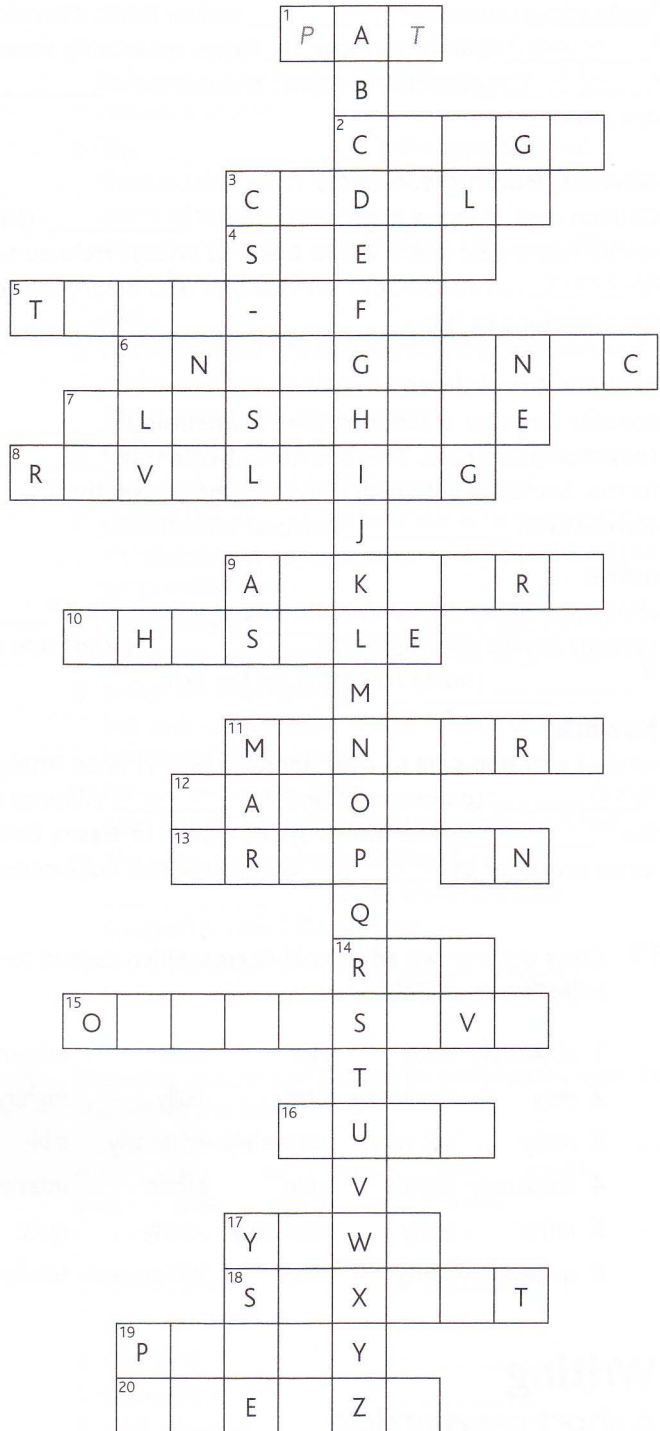 1 P A T
B
2 C G
3 C D L
4 S E
5 T - F
6 N G N C
7 L S H E
8 R V L I G
J
9 A K R
10 H S L E
M
11 M N R
12 A O
13 R P N
Q
14 R
15 O S V
T
16 U
V
17 Y W
18 S X T
19 P Y
20 E Z